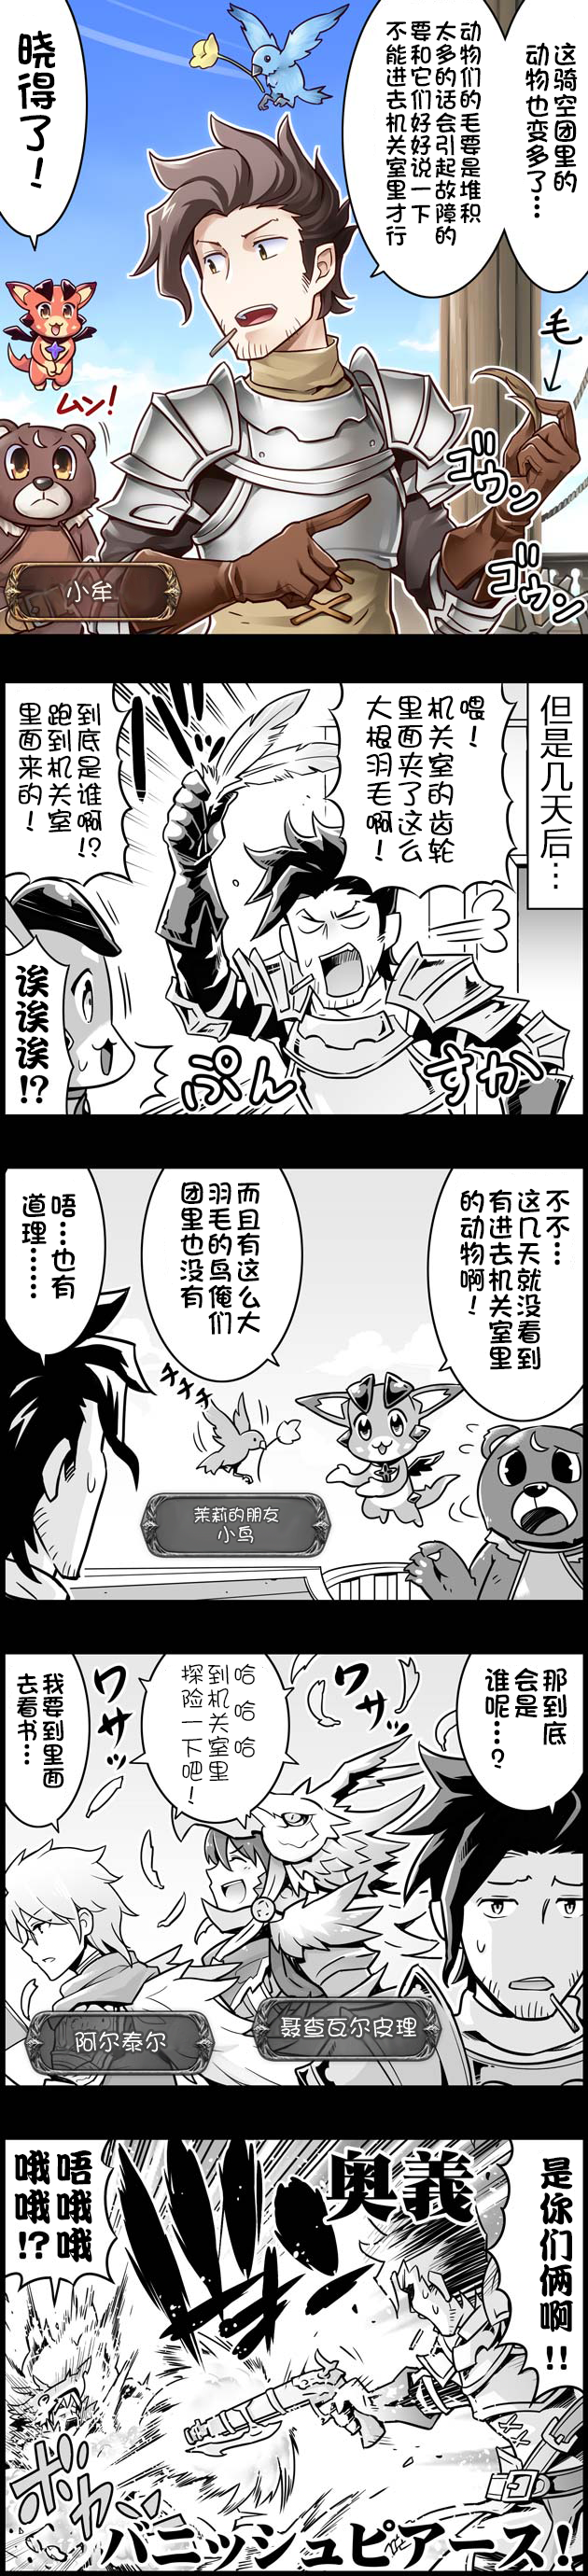 这骑空团里的
动物也变多了…
动物们的毛要是堆积
太多的话会引起故障的
要和它们好好说一下
不能进去机关室里才行
晓得了！
毛
ムン！
ゴウン
ゴウン
小牟
但是几天后…
喂！
机关室的齿轮
里面夹了这么
大根羽毛啊！
到底是谁啊!?
跑到机关室
里面来的！
诶诶诶!?
すか
ぷん
不不…
这几天就没看到
有进去机关室里
的动物啊！
而且有这么大
羽毛的鸟俺们
团里也没有
唔…也有
道理……
メメメ
茉莉的朋友
小鸟
那到底
会是
谁呢…?
ワサッ
哈哈哈
到机关室里
探险一下吧！
ワサッ
我要到里面
去看书…
聂查瓦尔皮理
阿尔泰尔
是你们俩啊!!
奥義
唔哦哦
哦哦!?
ボカ
バニッシュピアース!